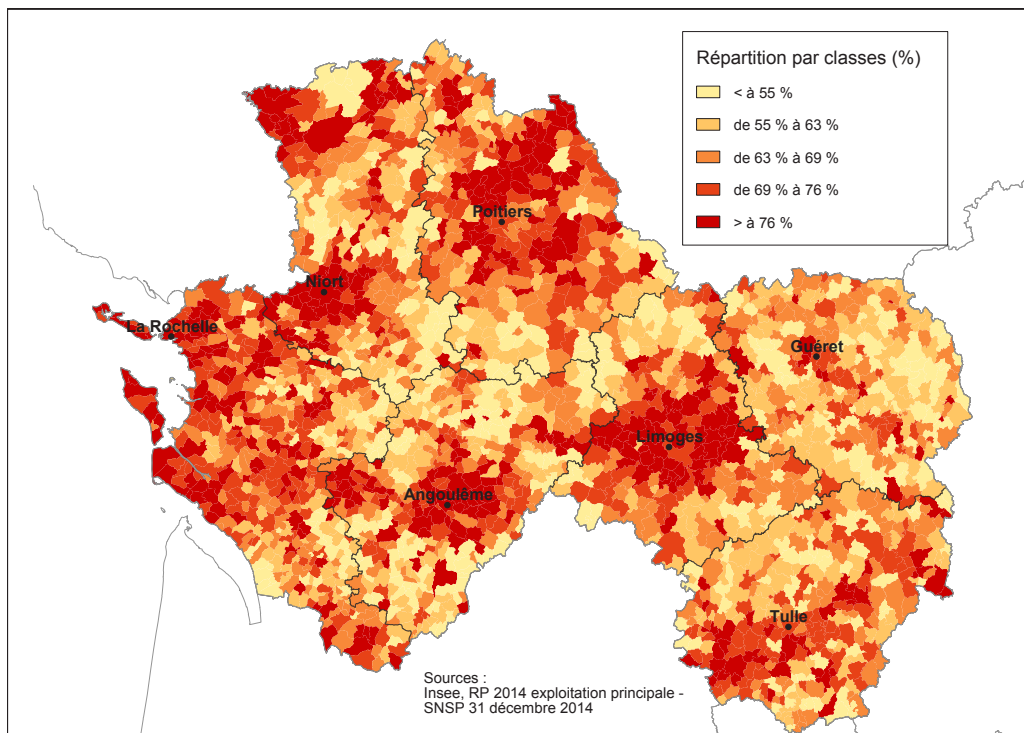 Répartition par classes (%)
< à 55 %
de 55 % à 63 %
de 63 % à 69 %
de 69 % à 76 %
> à 76 %
Poitiers
Niort
La Rochelle
Guéret
Limoges
Angoulême
Tulle
Sources :
Insee, RP 2014 exploitation principale -
SNSP 31 décembre 2014